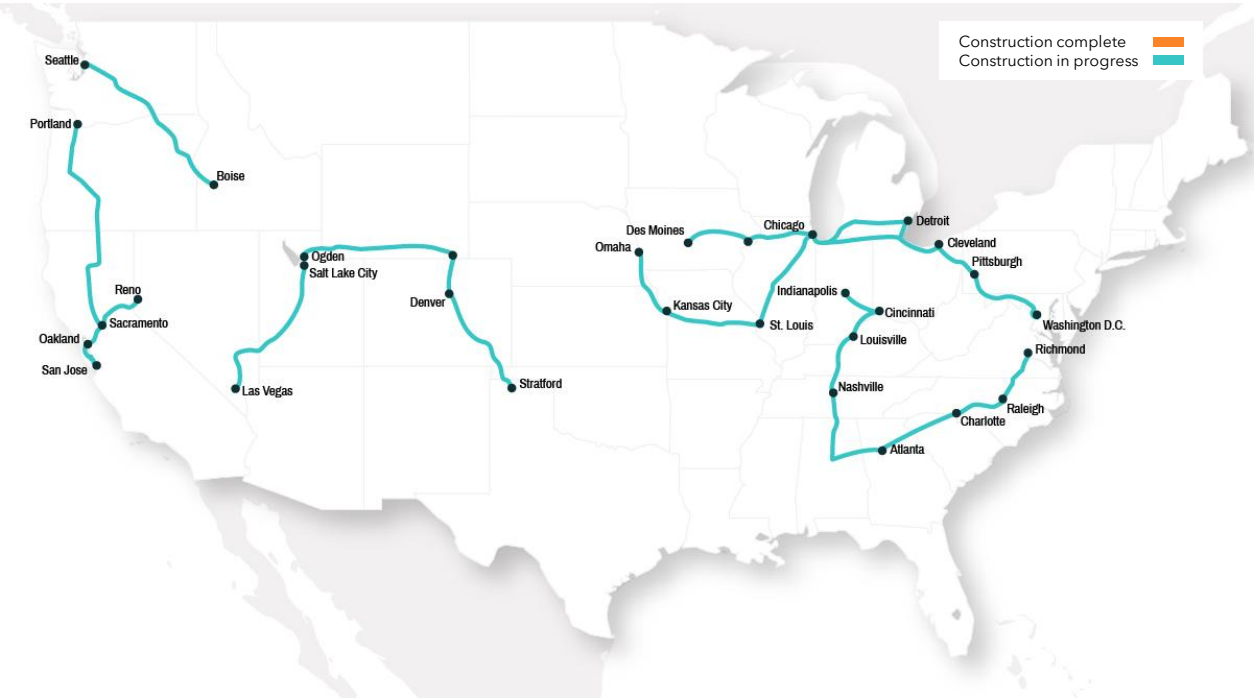 Construction complete
Construction in progress
Seattle
Portland
Boise
Ogden
Salt Lake City
Reno
Sacramento
Oakland
San Jose
Las Vegas
Denver
Stratford
Des Moines
Omaha
Chicago
Detroit
Cleveland
Pittsburgh
Indianapolis
Kansas City
St. Louis
Cincinnati
Louisville
Washington D.C.
Richmond
Nashville
Raleigh
Charlotte
Atlanta